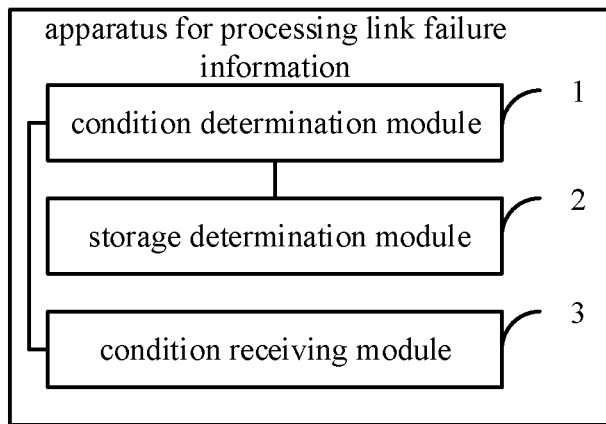 apparatus for processing link failure
information
condition determination module
1
storage determination module
2
condition receiving module
3